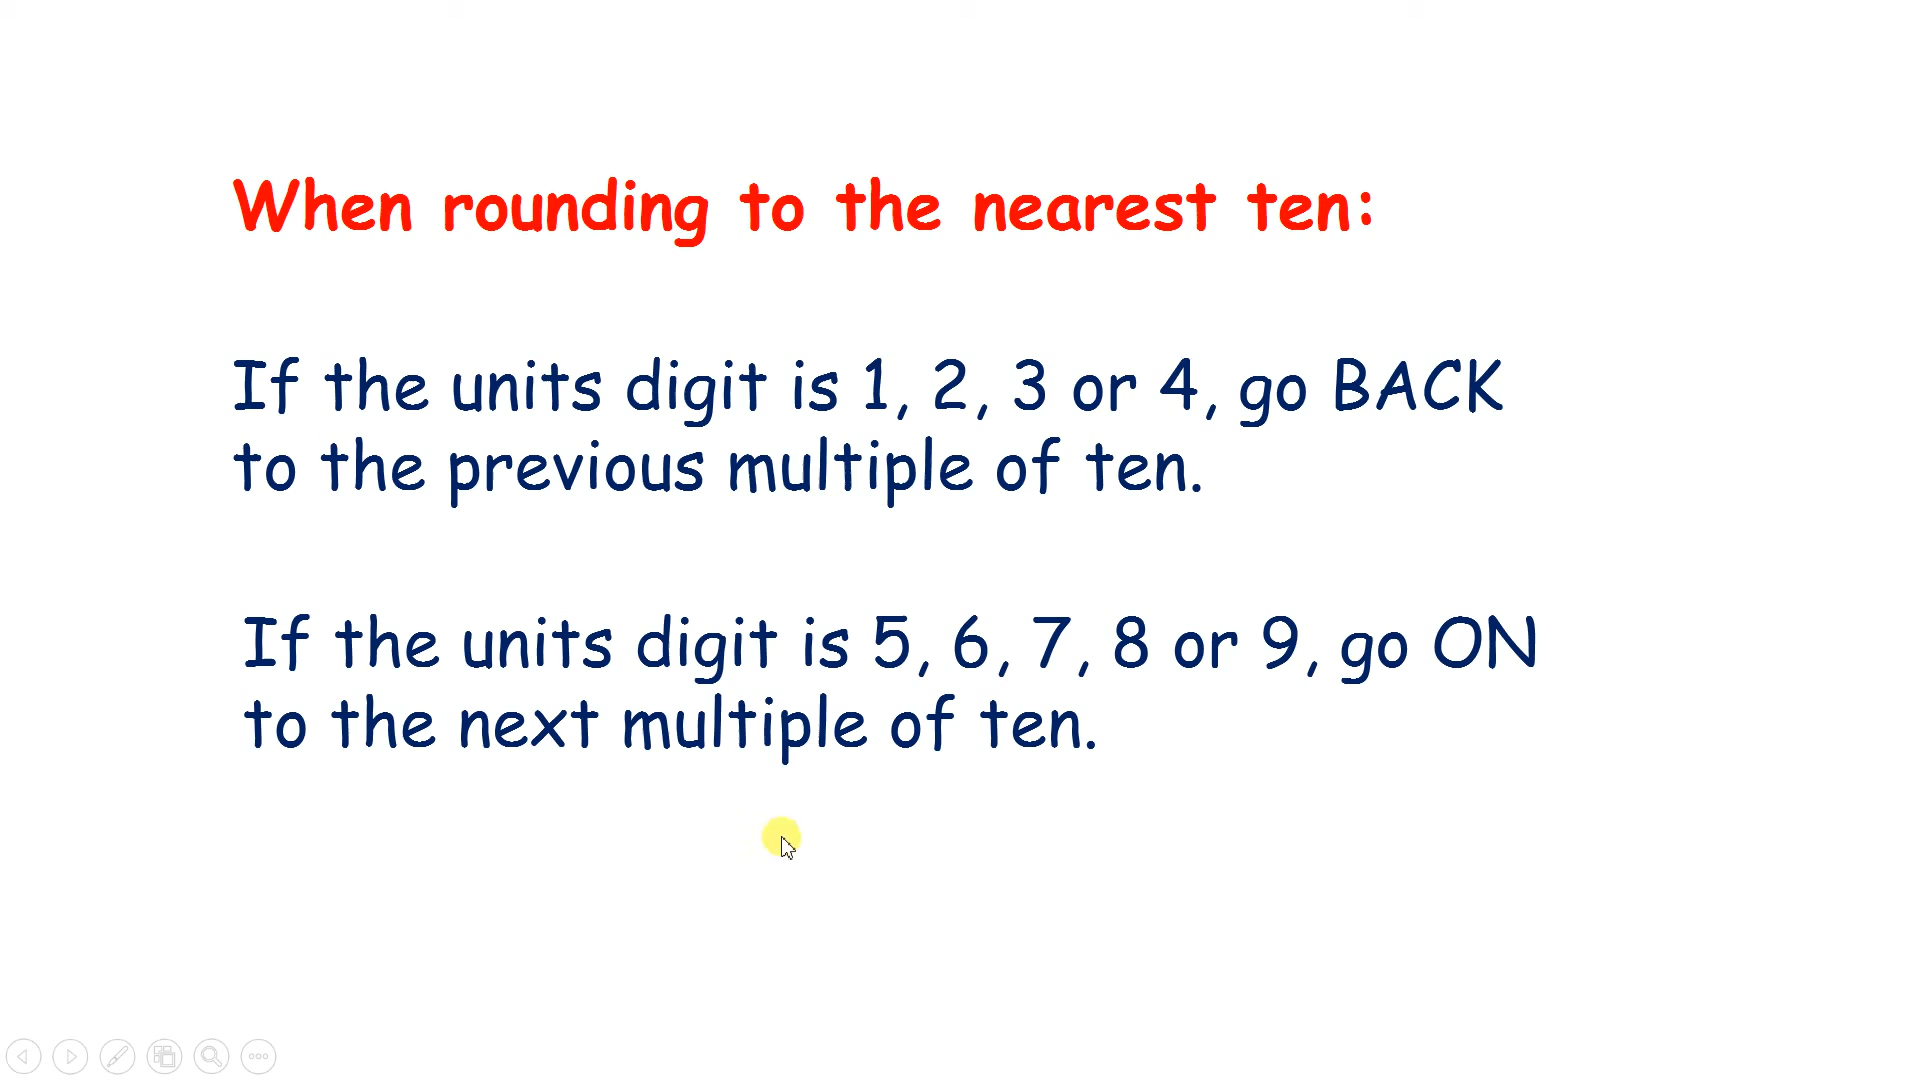 When rounding to the nearest ten:
If the units digit is 1, 2, 3 or 4, go BACK
to the previous multiple of ten.
If the units digit is 5, 6, 7, 8 or 9, go ON
to the next multiple of ten.